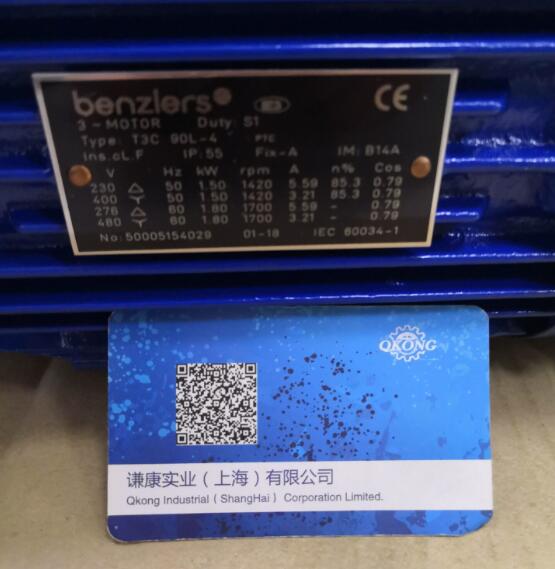 benzlers
CE
3 ~ MOTOR Duty: S1
Type: T3C 90L-4 PTC
Ins.cL.F IP:55 Fix-A IM: B14A
V Hz kW rpm A n% Cos
230 △ 50 1.50 1420 5.59 85.3 0.79
400 Y 50 1.50 1420 3.21 85.3 0.79
276 △ 60 1.80 1700 5.59 - 0.79
480 Y 60 1.80 1700 3.21 - 0.79
No: 50005154029 01-18 IEC 60034-1
QKONG
谦康实业（上海）有限公司
Qkong Industrial ( ShangHai ) Corporation Limited.